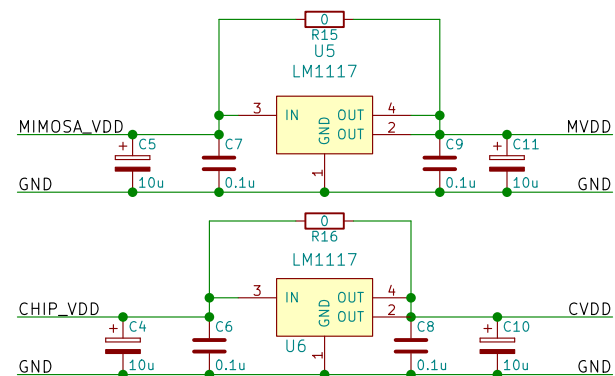 0
R15
U5
LM1117
3 IN OUT 4
MIMOSA_VDD GND OUT 2 MVDD
+ C5 C7 C9 + C11
1
GND 10u 0.1u 0.1u 10u GND
0
R16
LM1117
3 IN OUT 4
CHIP_VDD GND OUT 2 CVDD
+ C4 C6 U6 C8 + C10
1
GND 10u 0.1u 0.1u 10u GND